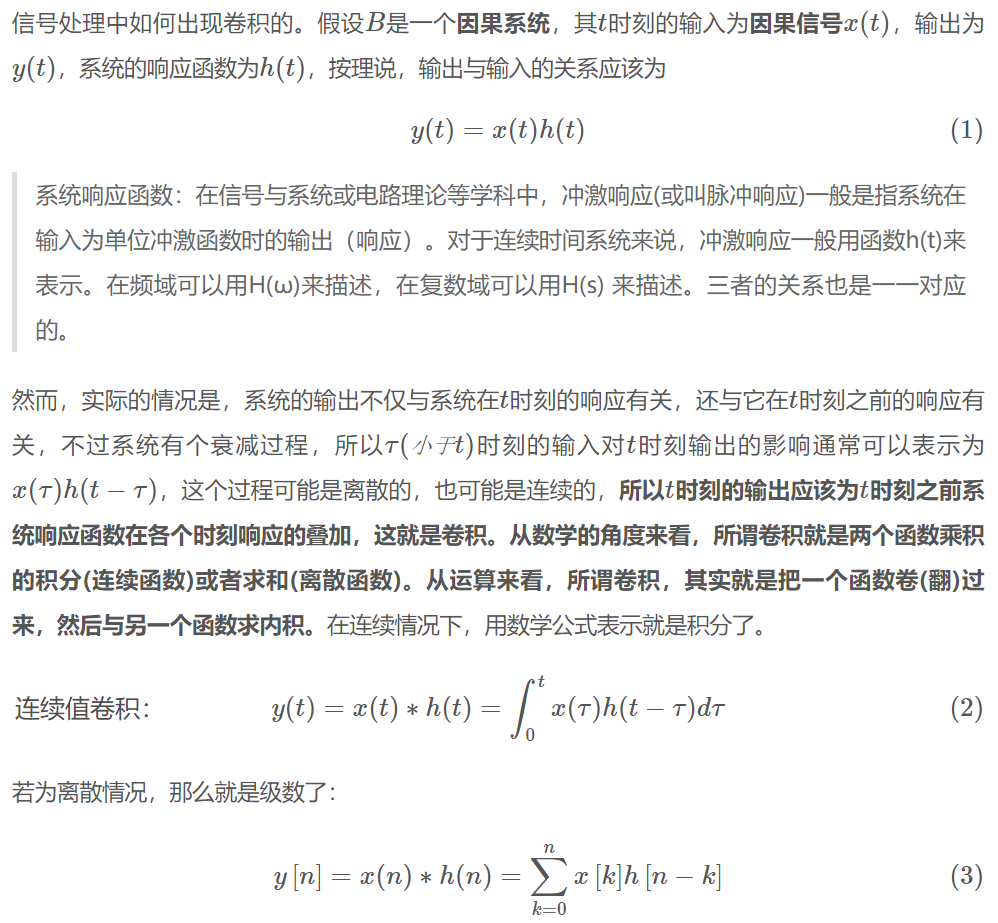 信号处理中如何出现卷积的。假设B是一个因果系统，其t时刻的输入为因果信号x(t)，输出为
y(t)，系统的响应函数为h(t)，按理说，输出与输入的关系应该为
y(t) = x(t)h(t) (1)
系统响应函数：在信号与系统或电路理论等学科中，冲激响应(或叫脉冲响应)一般是指系统在
输入为单位冲激函数时的输出（响应）。对于连续时间系统来说，冲激响应一般用函数h(t)来
表示。在频域可以用H(ω)来描述，在复数域可以用H(s) 来描述。三者的关系也是一一对应
的。
然而，实际的情况是，系统的输出不仅与系统在t时刻的响应有关，还与它在t时刻之前的响应有
关，不过系统有个衰减过程，所以τ(小于t)时刻的输入对t时刻输出的影响通常可以表示为
x(τ)h(t − τ)，这个过程可能是离散的，也可能是连续的，所以t时刻的输出应该为t时刻之前系
统响应函数在各个时刻响应的叠加，这就是卷积。从数学的角度来看，所谓卷积就是两个函数乘积
的积分(连续函数)或者求和(离散函数)。从运算来看，所谓卷积，其实就是把一个函数卷(翻)过
来，然后与另一个函数求内积。在连续情况下，用数学公式表示就是积分了。
连续值卷积： y(t) = x(t) ∗ h(t) = ∫_0^t x(τ)h(t − τ)dτ (2)
若为离散情况，那么就是级数了：
y [n] = x(n) ∗ h(n) = ∑_{k=0}^n x [k]h [n − k] (3)